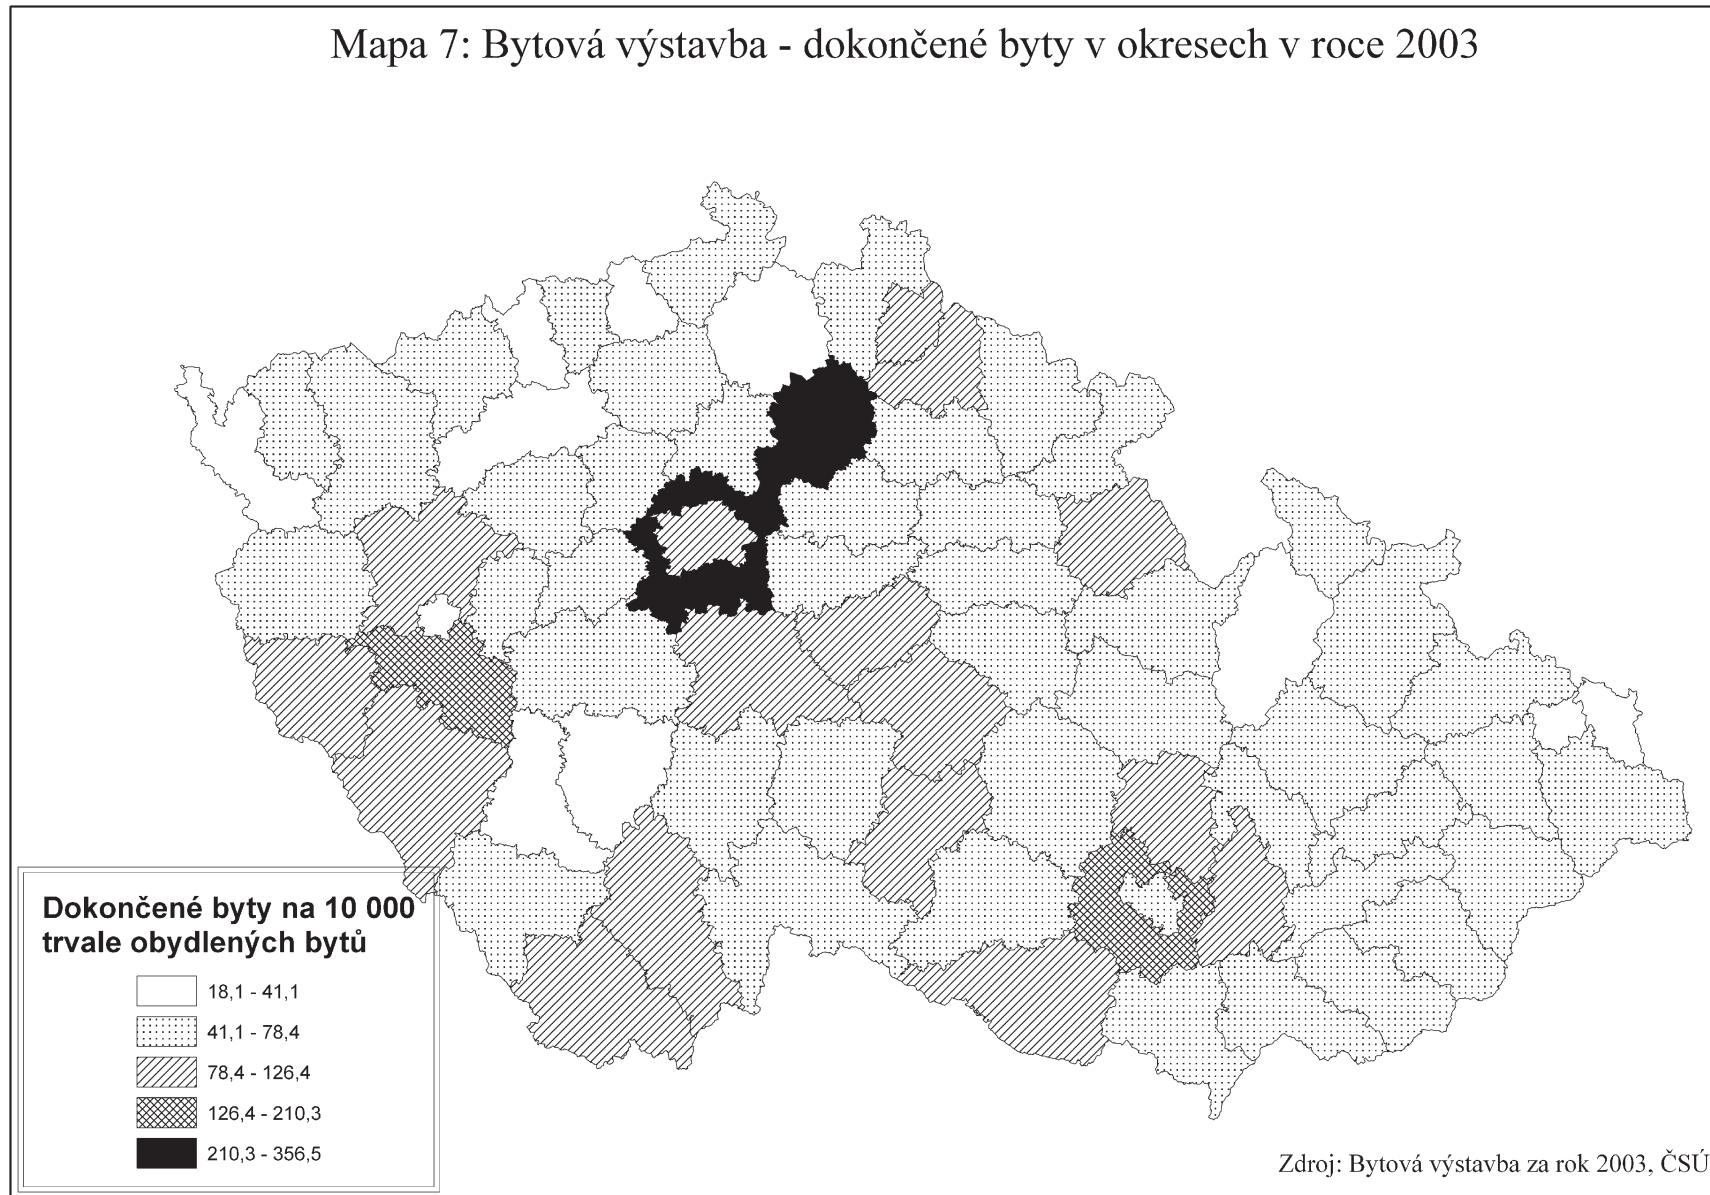 Mapa 7: Bytová výstavba - dokončené byty v okresech v roce 2003
Dokončené byty na 10 000
trvale obydlených bytů
18,1 - 41,1
41,1 - 78,4
78,4 - 126,4
126,4 - 210,3
210,3 - 356,5
Zdroj: Bytová výstavba za rok 2003, ČSÚ